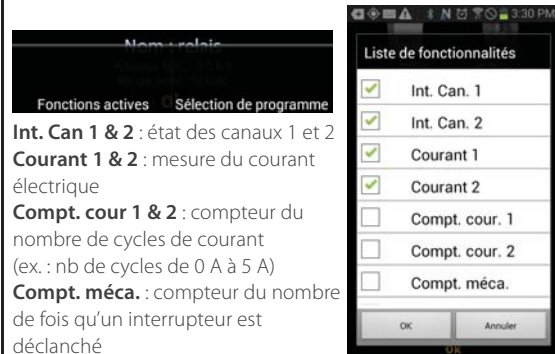 Nom : relais
Fonctions actives Sélection de programme
Int. Can 1 & 2 : état des canaux 1 et 2
Courant 1 & 2 : mesure du courant
électrique
Compt. cour 1 & 2 : compteur du
nombre de cycles de courant
(ex. : nb de cycles de 0 A à 5 A)
Compt. méca. : compteur du nombre
de fois qu'un interrupteur est
déclanché
3:30 PM
Liste de fonctionnalités
Int. Can. 1
Int. Can. 2
Courant 1
Courant 2
Compt. cour. 1
Compt. cour. 2
Compt. méca.
OK Annuler
Ok